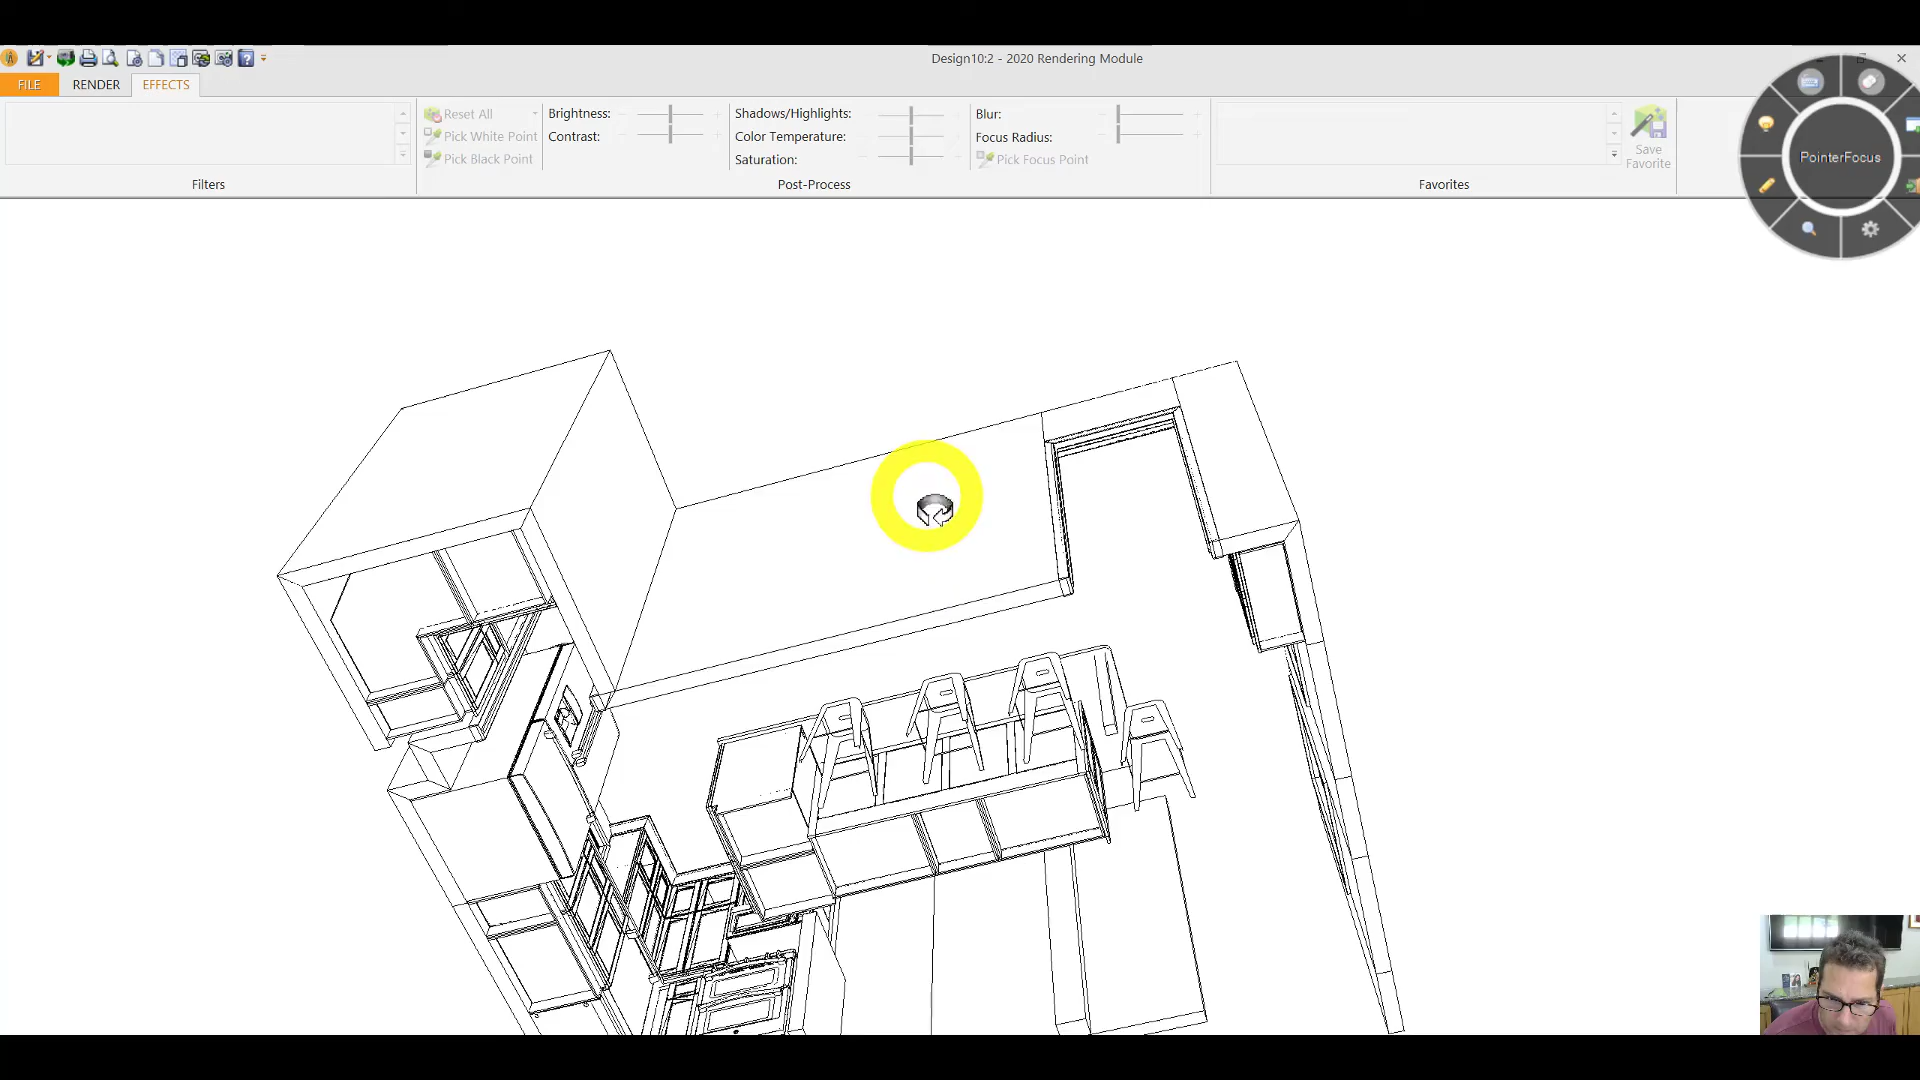 Design10:2 - 2020 Rendering Module
FILE
RENDER
EFFECTS
Reset All
Pick White Point
Pick Black Point
Brightness:
Contrast:
Shadows/Highlights:
Color Temperature:
Saturation:
Blur:
Focus Radius:
Pick Focus Point
Save
Favorite
Filters
Post-Process
Favorites
PointerFocus